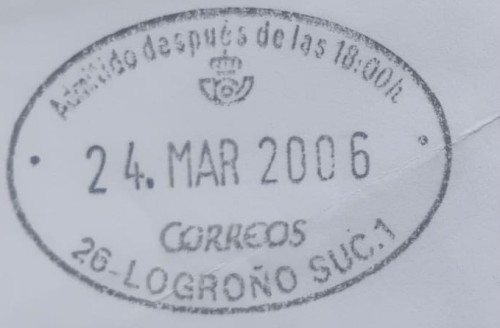 Admitido después de las 18:00h.
24. MAR 2006
CORREOS
26-LOGROÑO SUC.1